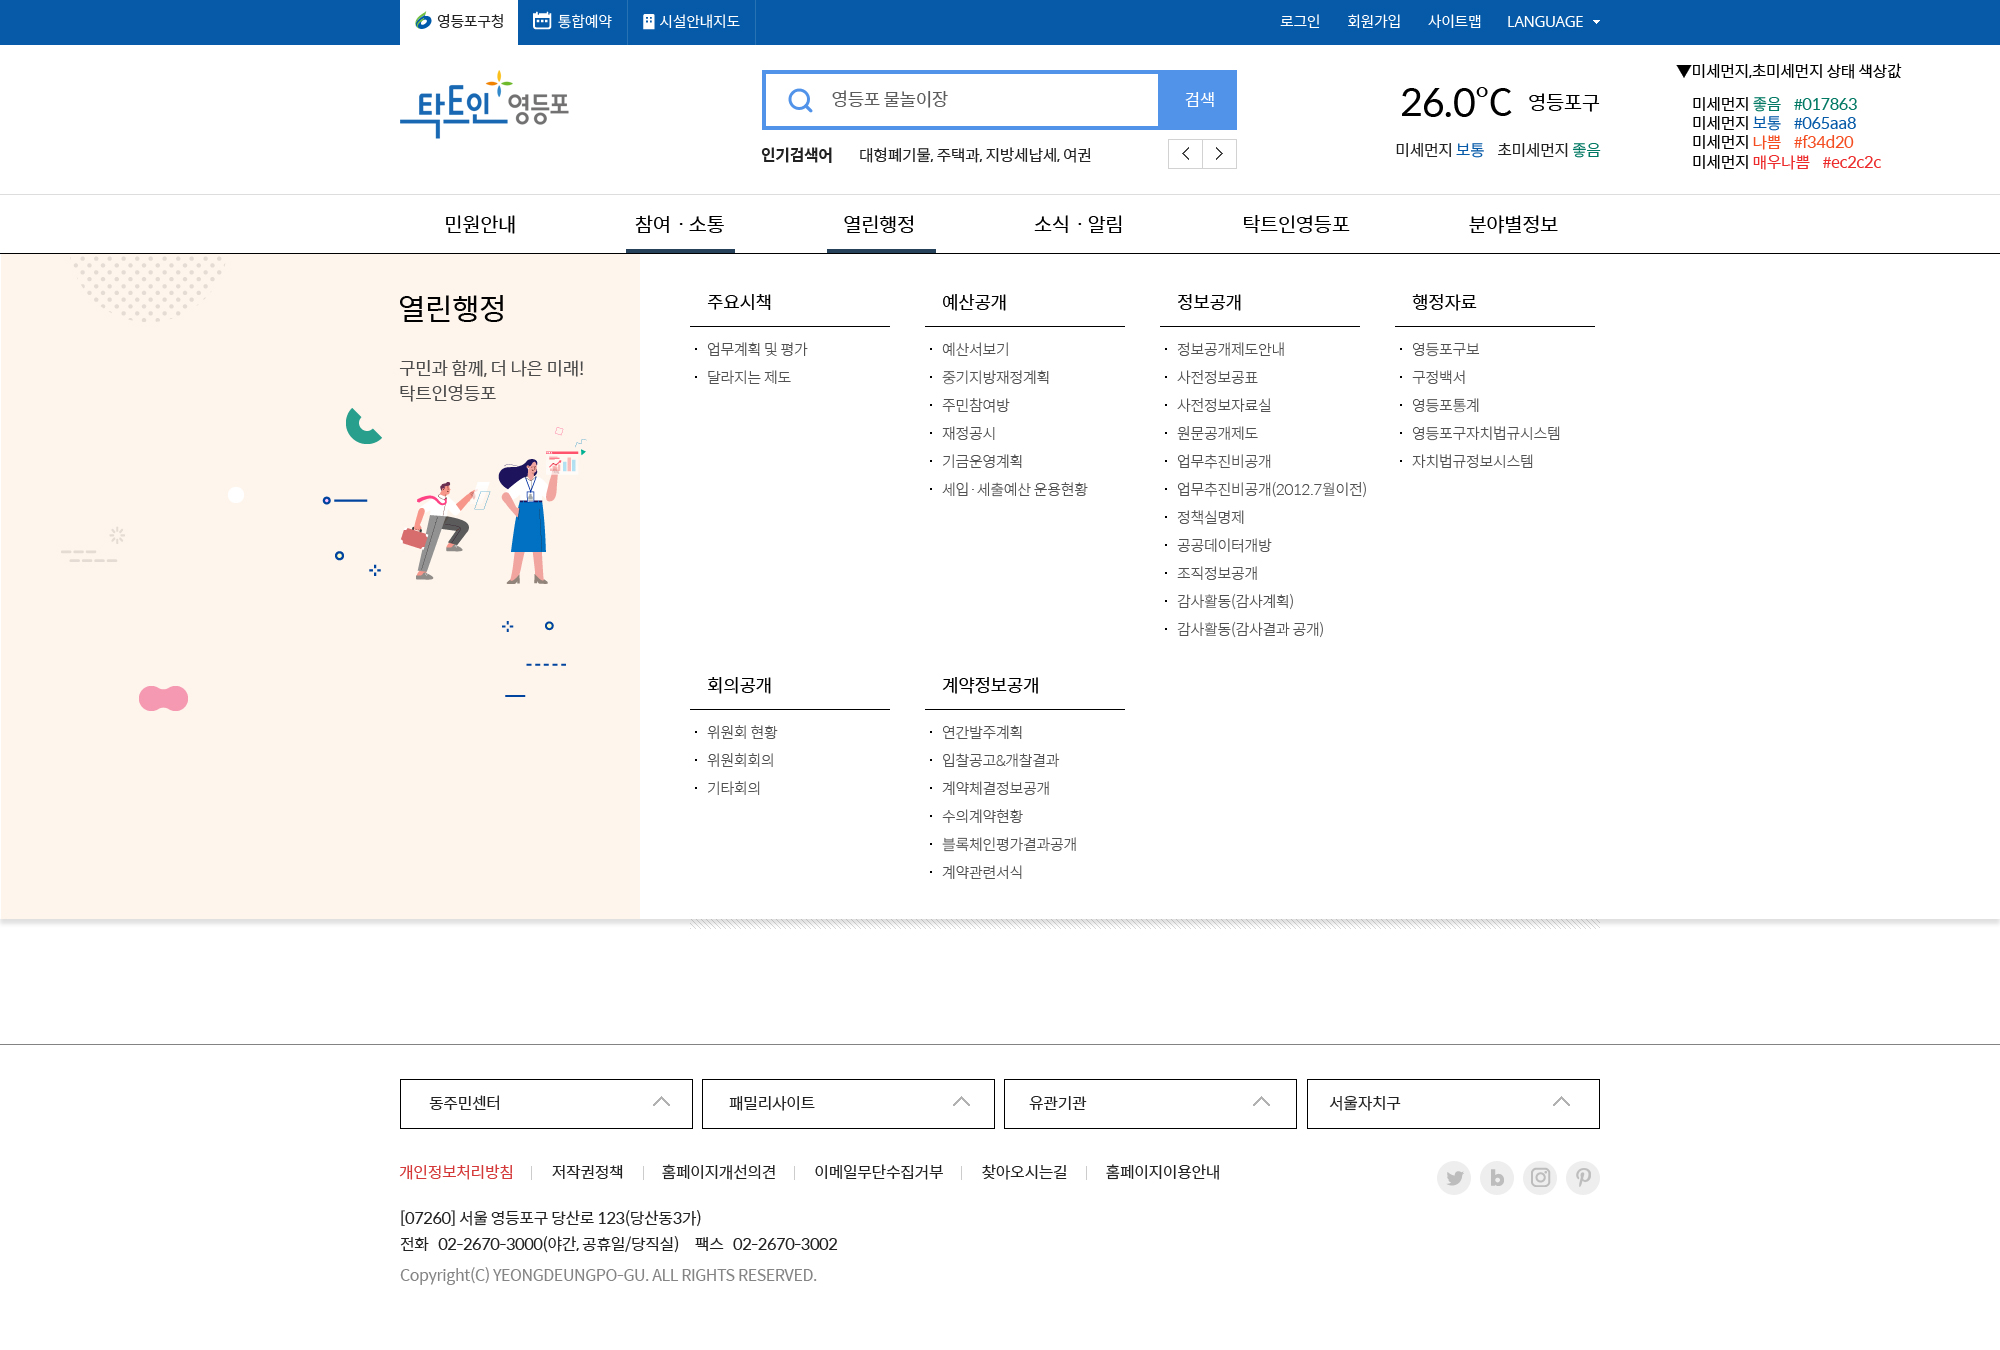 영등포구청 통합예약 시설안내지도 로그인 회원가입 사이트맵 LANGUAGE
탁트인 영등포
영등포 물놀이장 검색
인기검색어 대형폐기물, 주택과, 지방세납세, 여권
26.0°C 영등포구
미세먼지 보통 초미세먼지 좋음
▼미세먼지,초미세먼지 상태 색상값
미세먼지 좋음 #017863
미세먼지 보통 #065aa8
미세먼지 나쁨 #f34d20
미세먼지 매우나쁨 #ec2c2c
민원안내 참여·소통 열린행정 소식·알림 탁트인영등포 분야별정보
열린행정
구민과 함께, 더 나은 미래!
탁트인영등포
주요시책
· 업무계획 및 평가
· 달라지는 제도
예산공개
· 예산서보기
· 중기지방재정계획
· 주민참여방
· 재정공시
· 기금운영계획
· 세입·세출예산 운용현황
정보공개
· 정보공개제도안내
· 사전정보공표
· 사전정보자료실
· 원문공개제도
· 업무추진비공개
· 업무추진비공개(2012.7월이전)
· 정책실명제
· 공공데이터개방
· 조직정보공개
· 감사활동(감사계획)
· 감사활동(감사결과 공개)
행정자료
· 영등포구보
· 구정백서
· 영등포통계
· 영등포구자치법규시스템
· 자치법규정보시스템
회의공개
· 위원회 현황
· 위원회회의
· 기타회의
계약정보공개
· 연간발주계획
· 입찰공고&개찰결과
· 계약체결정보공개
· 수의계약현황
· 블록체인평가결과공개
· 계약관련서식
동주민센터 패밀리사이트 유관기관 서울자치구
개인정보처리방침 저작권정책 홈페이지개선의견 이메일무단수집거부 찾아오시는길 홈페이지이용안내
[07260] 서울 영등포구 당산로 123(당산동3가)
전화 02-2670-3000(야간, 공휴일/당직실) 팩스 02-2670-3002
Copyright(C) YEONGDEUNGPO-GU. ALL RIGHTS RESERVED.